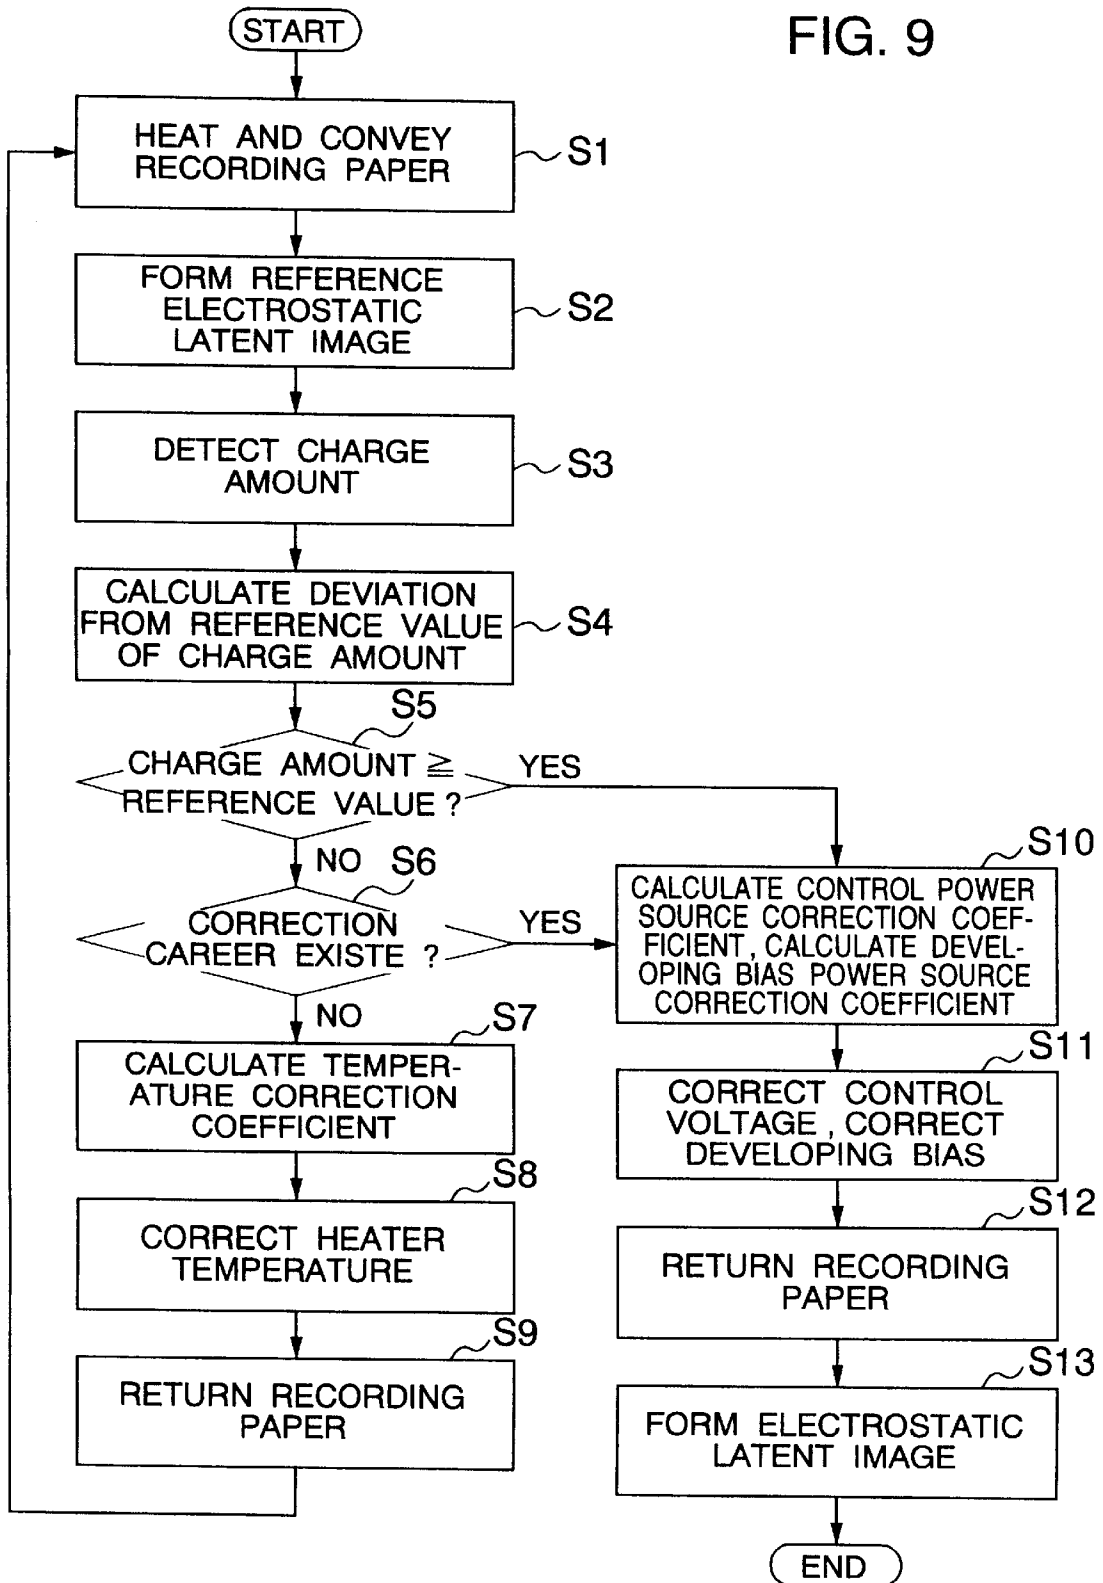 FIG. 9
START
HEAT AND CONVEY
RECORDING PAPER
S1
FORM REFERENCE
ELECTROSTATIC
LATENT IMAGE
S2
DETECT CHARGE
AMOUNT
S3
CALCULATE DEVIATION
FROM REFERENCE VALUE
OF CHARGE AMOUNT
S4
S5
CHARGE AMOUNT ≧
REFERENCE VALUE ?
YES
NO
S6
CORRECTION
CAREER EXISTE ?
YES
NO
S7
CALCULATE TEMPER-
ATURE CORRECTION
COEFFICIENT
S8
CORRECT HEATER
TEMPERATURE
S9
RETURN RECORDING
PAPER
S10
CALCULATE CONTROL POWER
SOURCE CORRECTION COEF-
FICIENT, CALCULATE DEVEL-
OPING BIAS POWER SOURCE
CORRECTION COEFFICIENT
S11
CORRECT CONTROL
VOLTAGE, CORRECT
DEVELOPING BIAS
S12
RETURN RECORDING
PAPER
S13
FORM ELECTROSTATIC
LATENT IMAGE
END